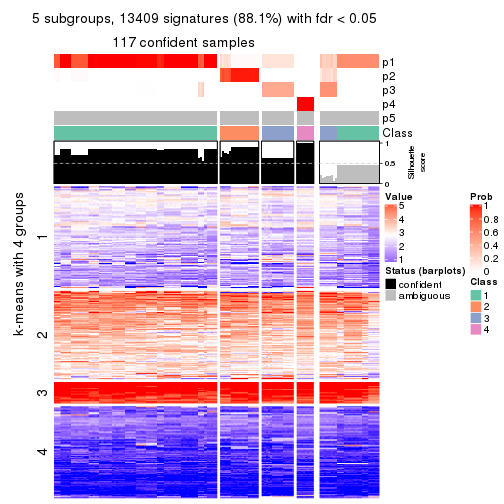 5 subgroups, 13409 signatures (88.1%) with fdr < 0.05
117 confident samples
p1
p2
p3
p4
p5
Class
1
0.5
0
Silhouette
score
k-means with 4 groups
1
2
3
4
Value
5
4
3
2
1
Status (barplots)
confident
ambiguous
Prob
1
0.8
0.6
0.4
0.2
0
Class
1
2
3
4